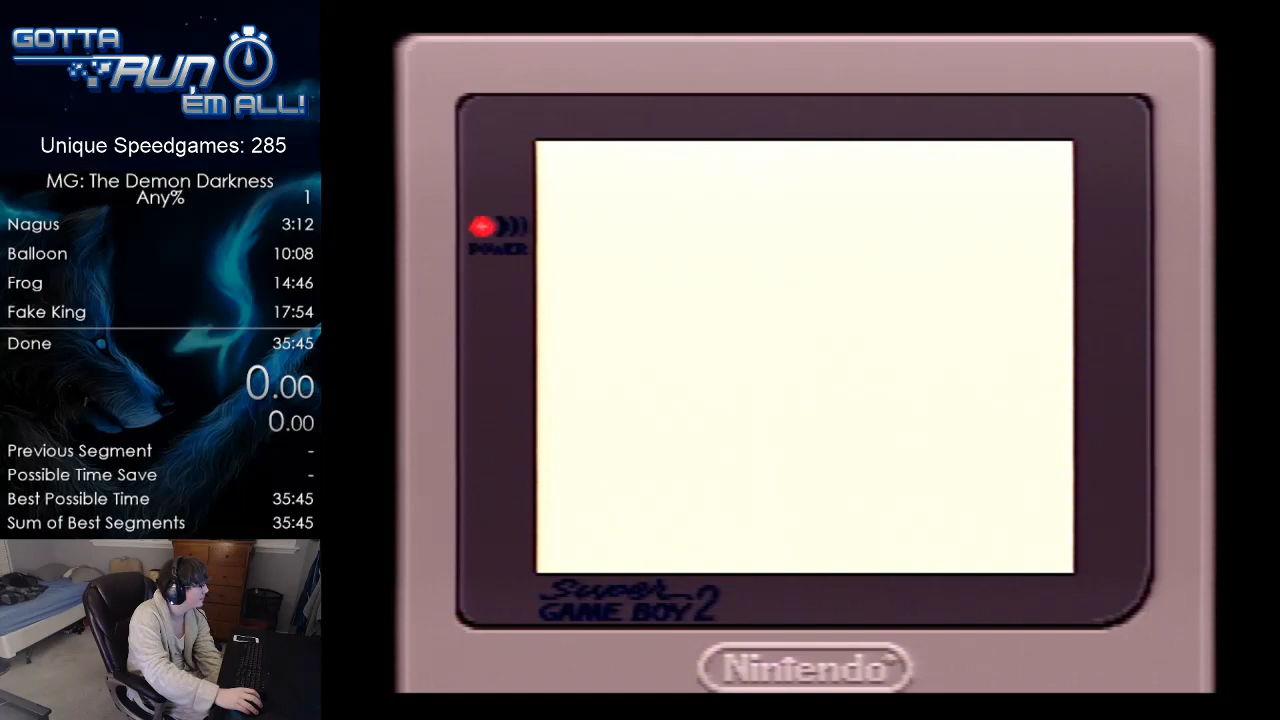 GOTTA
RUN
'EM ALL!
Unique Speedgames: 285
MG: The Demon Darkness
Any% 1
Nagus 3:12
Balloon 10:08
Frog 14:46
Fake King 17:54
Done 35:45
0.00
0.00
Previous Segment -
Possible Time Save -
Best Possible Time 35:45
Sum of Best Segments 35:45
POWER
Super
GAME BOY 2
Nintendo